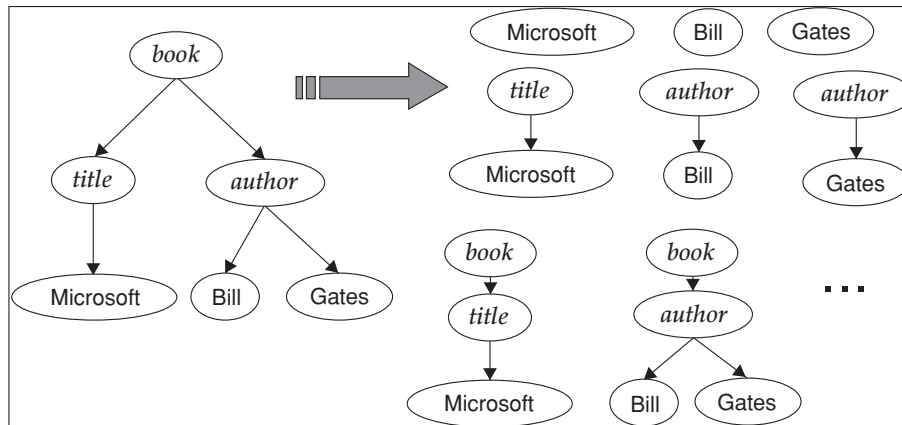 book
title
author
Microsoft
Bill
Gates
Microsoft
Bill
Gates
title
author
author
Microsoft
Bill
Gates
book
book
title
author
Microsoft
Bill
Gates
...